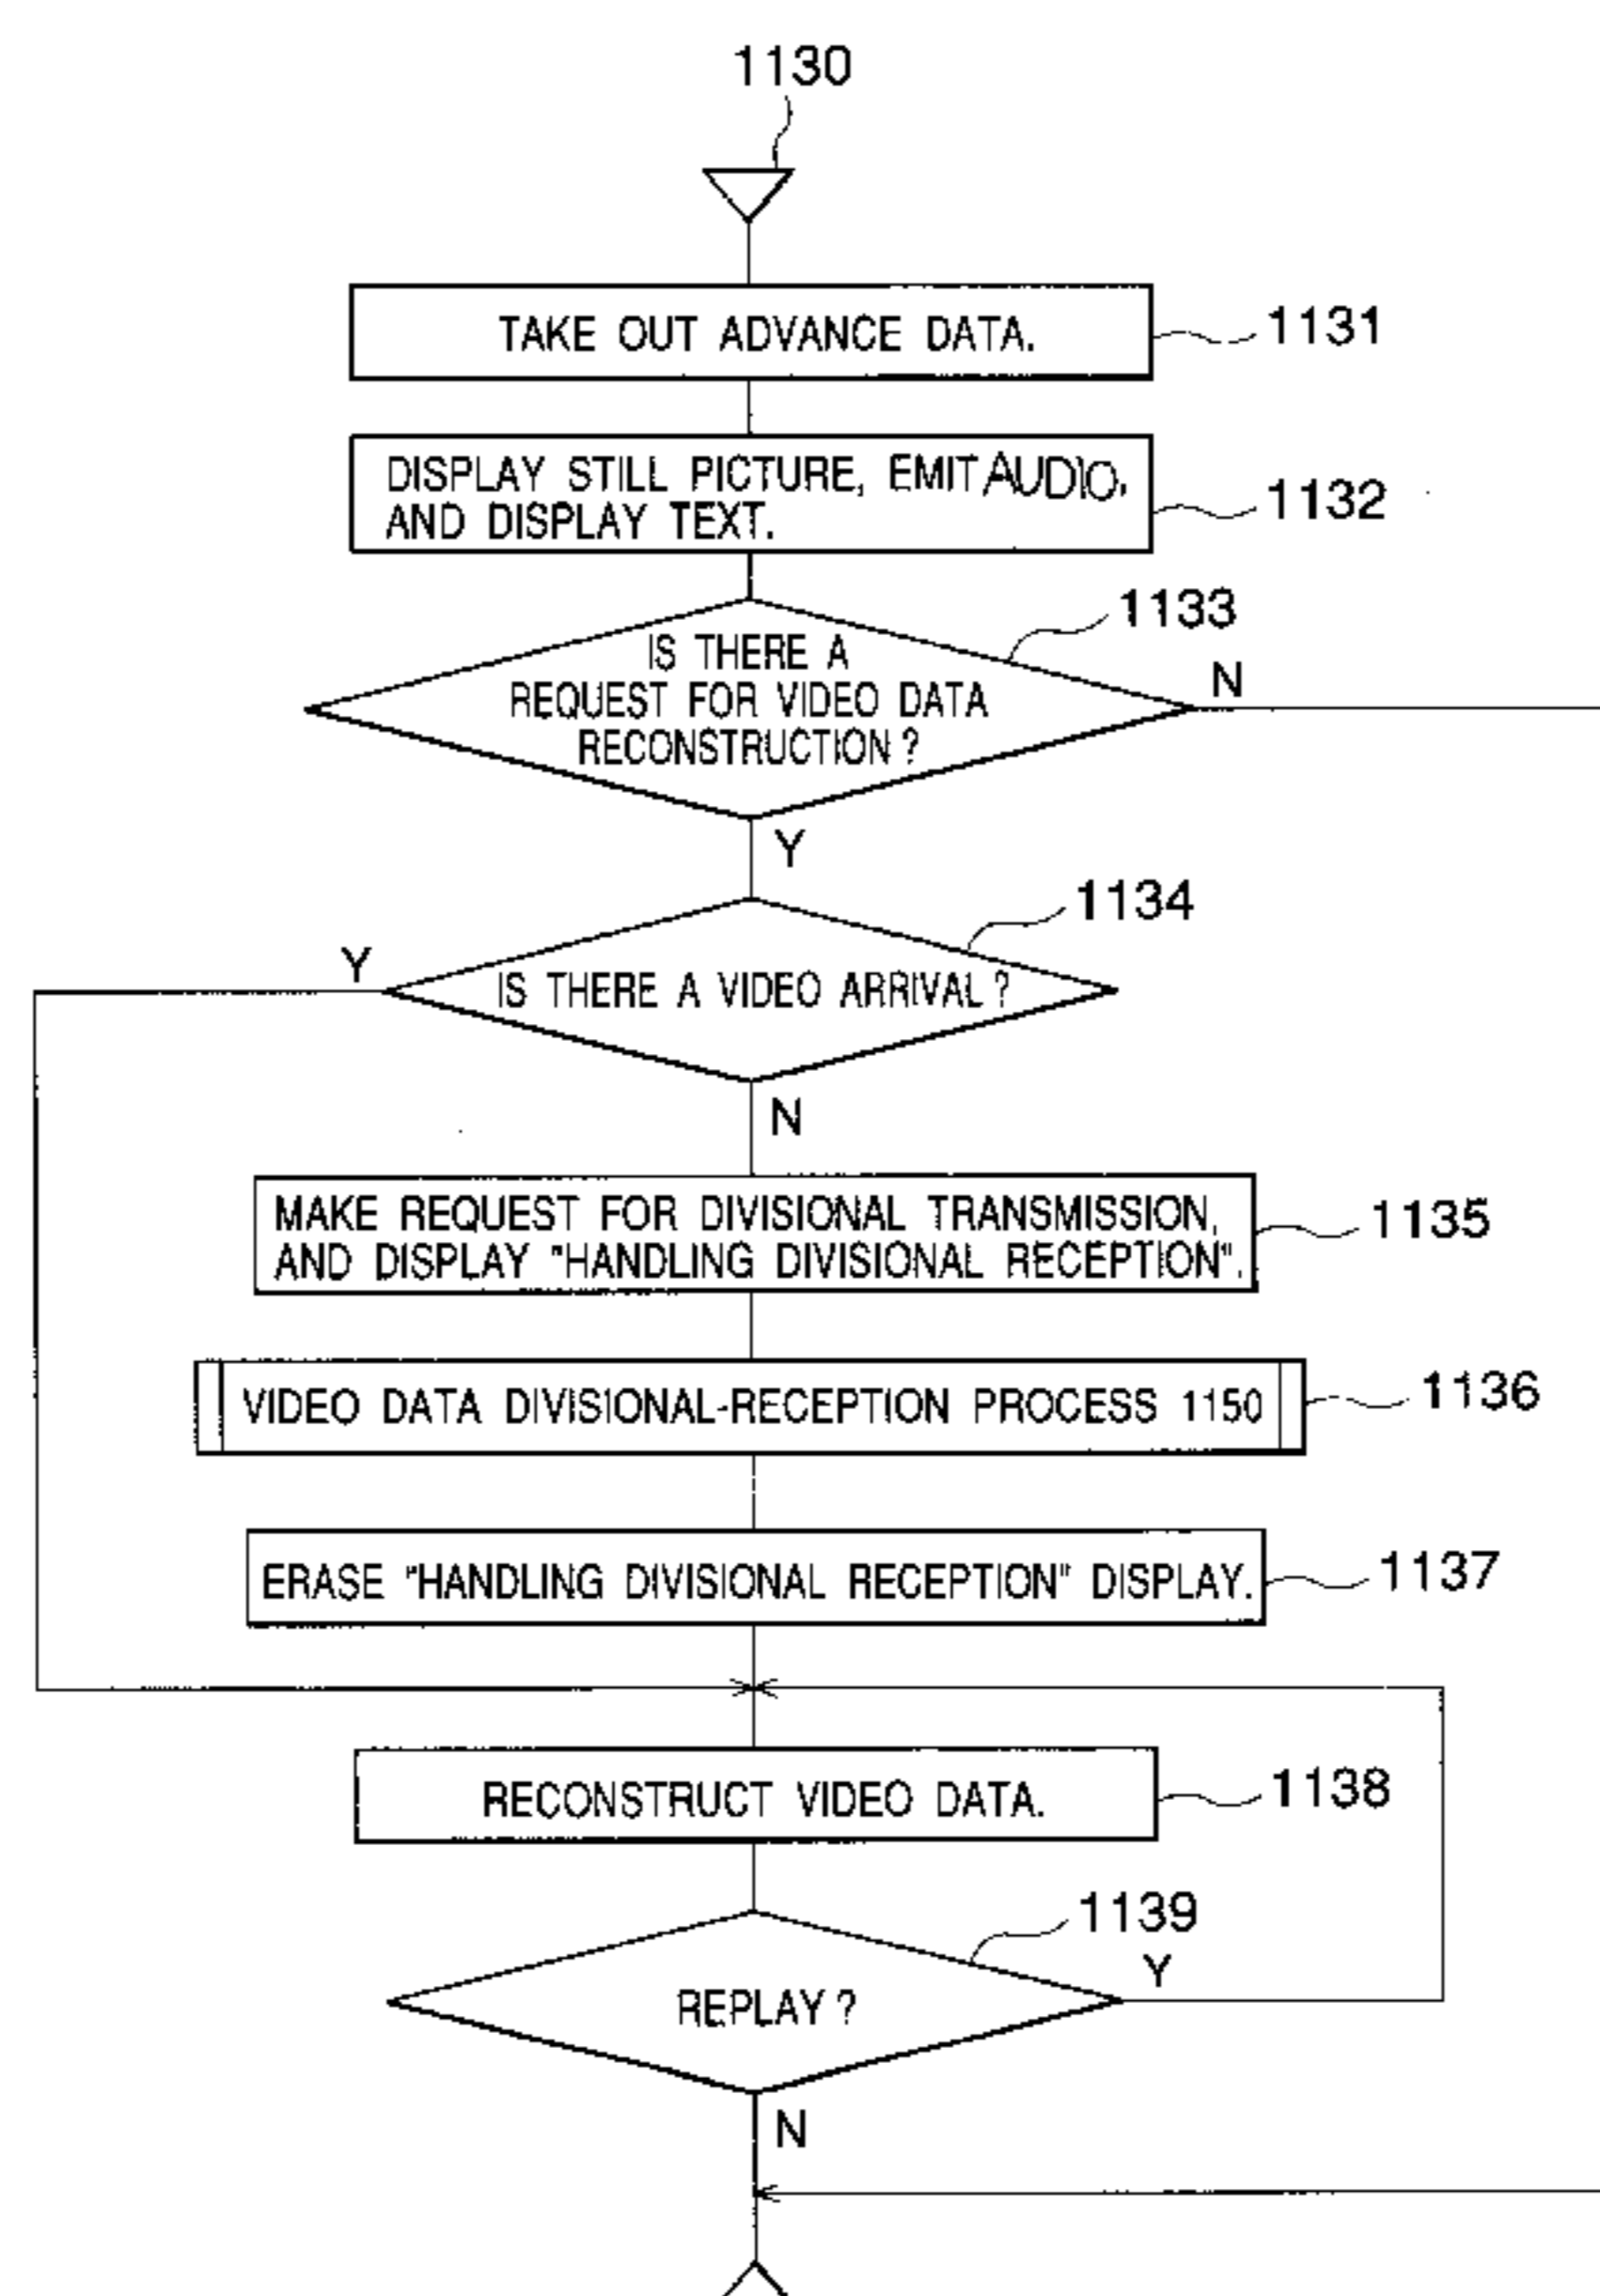 1130
TAKE OUT ADVANCE DATA.
1131
DISPLAY STILL PICTURE, EMIT AUDIO,
AND DISPLAY TEXT.
1132
1133
IS THERE A
REQUEST FOR VIDEO DATA
RECONSTRUCTION?
N
Y
1134
Y
IS THERE A VIDEO ARRIVAL?
N
MAKE REQUEST FOR DIVISIONAL TRANSMISSION,
AND DISPLAY "HANDLING DIVISIONAL RECEPTION".
1135
VIDEO DATA DIVISIONAL-RECEPTION PROCESS 1150
1136
ERASE "HANDLING DIVISIONAL RECEPTION" DISPLAY.
1137
RECONSTRUCT VIDEO DATA.
1138
1139
Y
REPLAY?
N